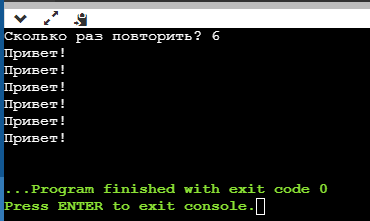 Сколько раз повторить? 6
Привет!
Привет!
Привет!
Привет!
Привет!
Привет!
...Program finished with exit code 0
Press ENTER to exit console.